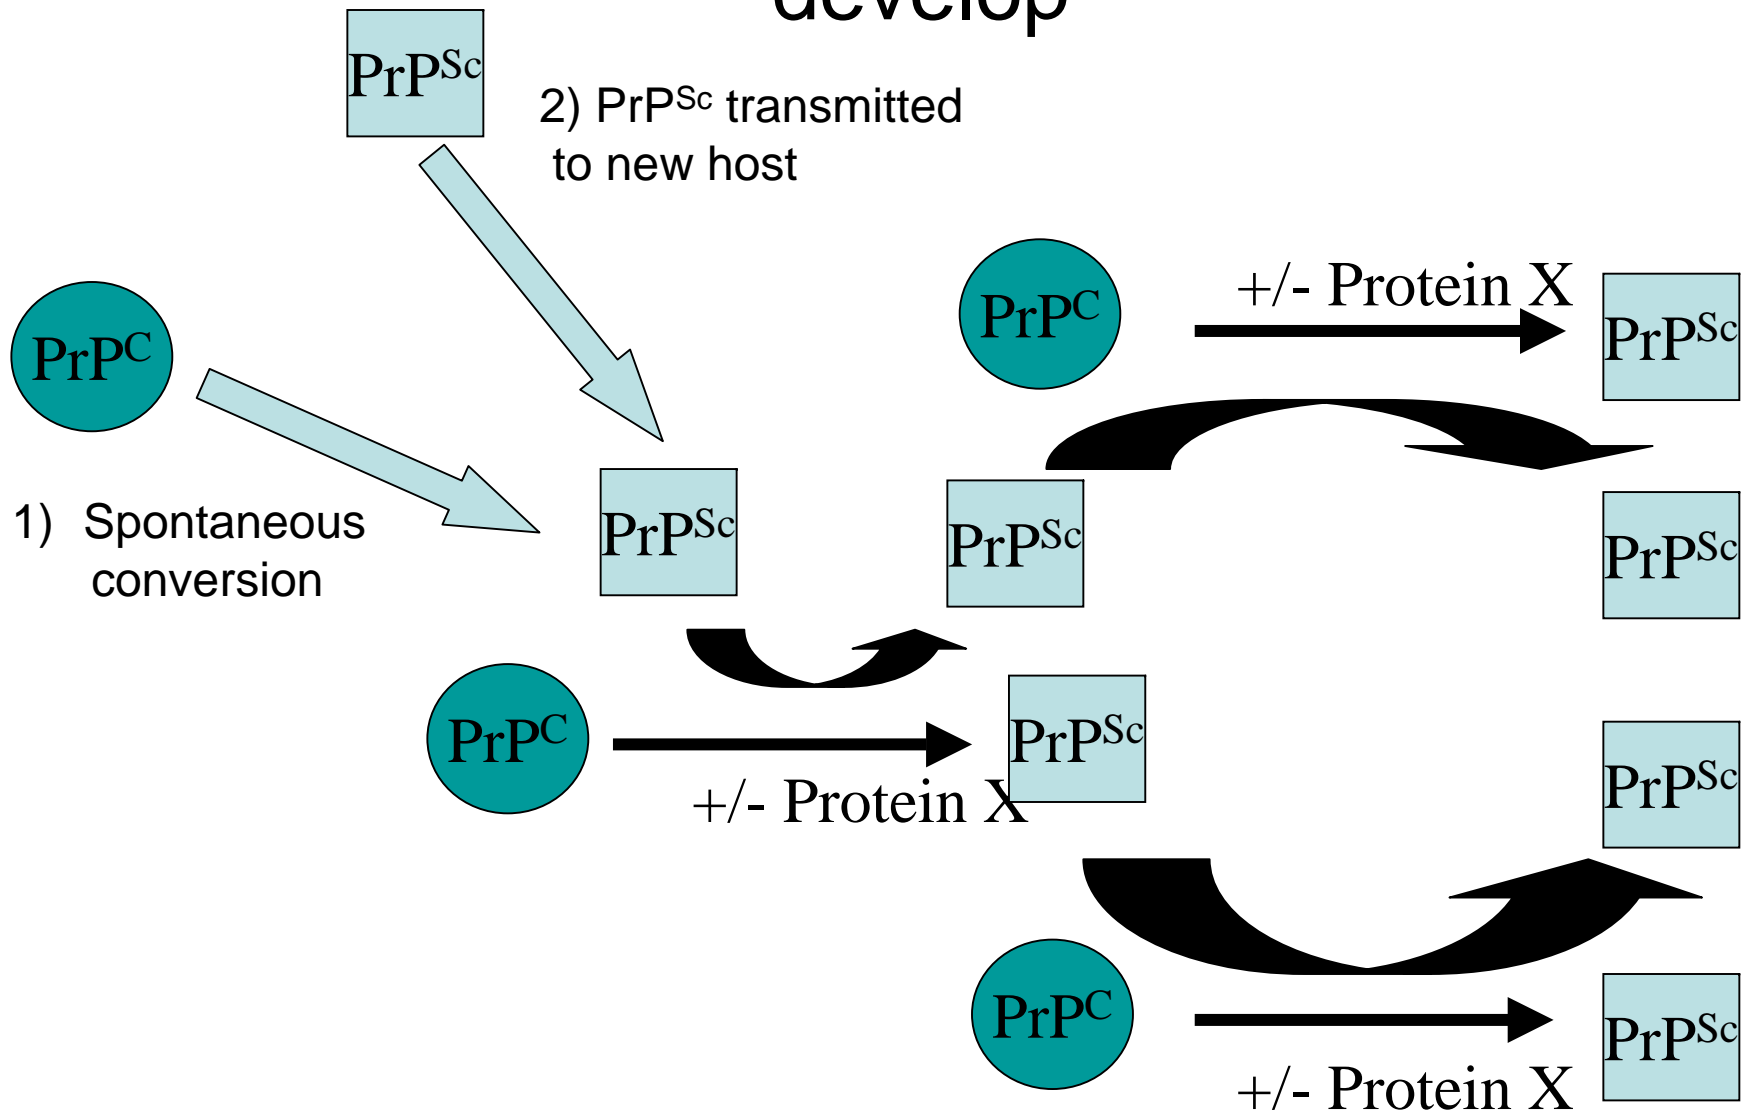 develop
PrPSc
2) PrPSc transmitted
to new host
PrPC
+/- Protein X
PrPSc
PrPC
1) Spontaneous
conversion
PrPSc
PrPSc
PrPSc
PrPC
+/- Protein X
PrPSc
PrPSc
PrPC
PrPSc
+/- Protein X